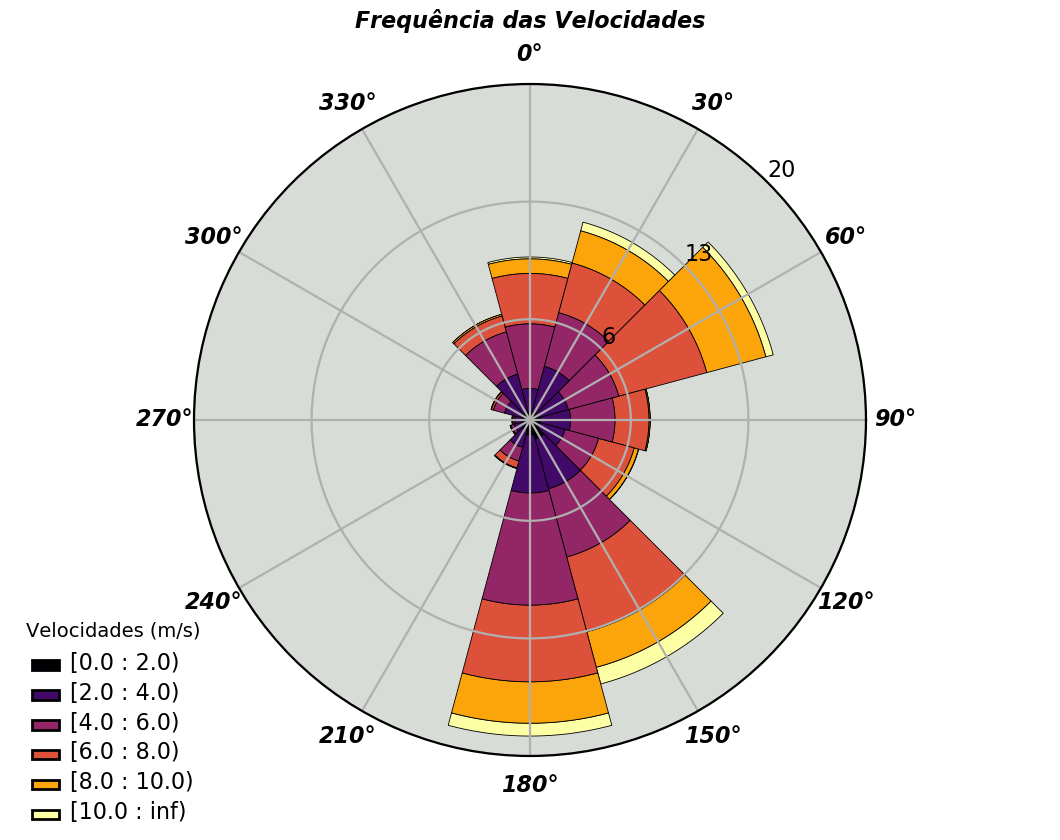 Frequência das Velocidades
0°
330°
30°
20
300°
60°
13
6
270°
90°
240°
120°
210°
150°
180°
Velocidades (m/s)
[0.0 : 2.0)
[2.0 : 4.0)
[4.0 : 6.0)
[6.0 : 8.0)
[8.0 : 10.0)
[10.0 : inf)